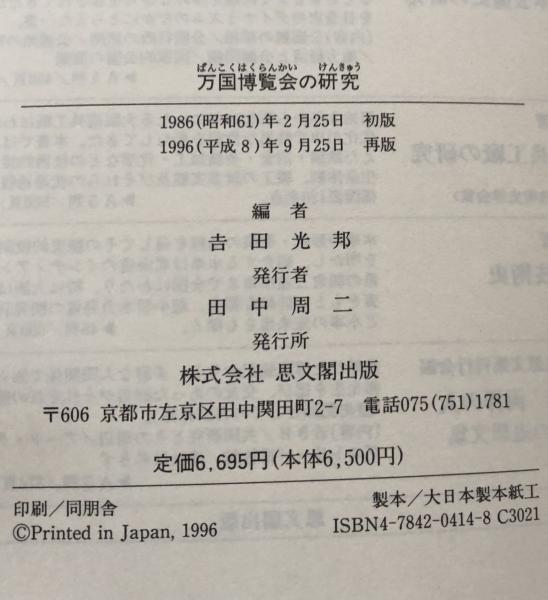 ばんこくはくらんかい けんきゅう
万国博覧会の研究
1986(昭和61)年2月25日 初版
1996(平成8)年9月25日 再版
編者
吉田光邦
発行者
田中周二
発行所
株式会社 思文閣出版
〒606 京都市左京区田中関田町2-7 電話075(751)1781
定価6,695円(本体6,500円)
印刷/同朋舎
製本/大日本製本紙工
©Printed in Japan, 1996
ISBN4-7842-0414-8 C3021